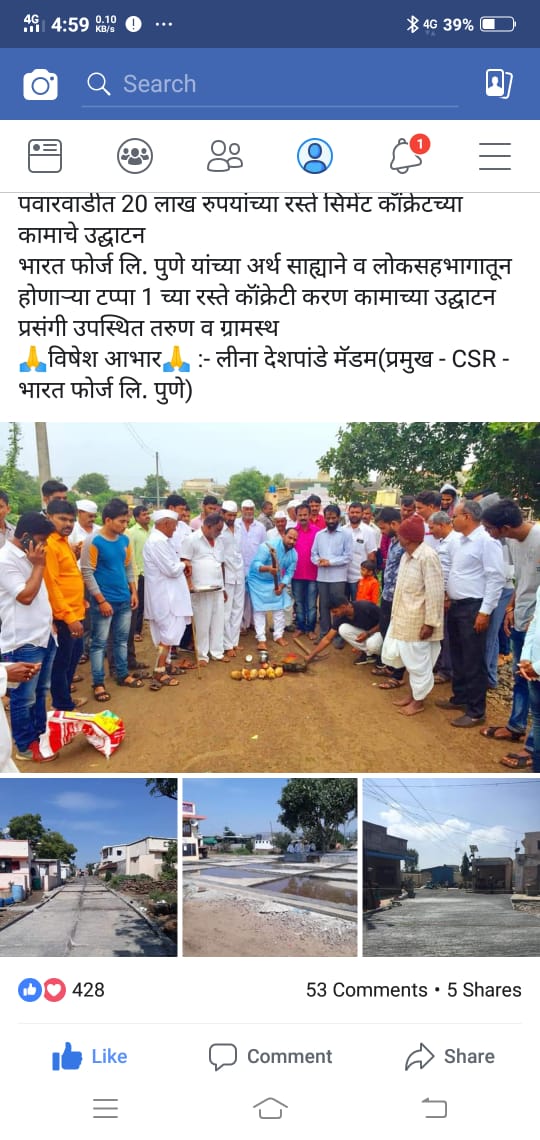 4G 4:59 0.10 KB/s ! ... 4G 39%
Search
1
पवारवाडीत 20 लाख रुपयांच्या रस्ते सिमेंट कॉंक्रेटच्या
कामाचे उद्घाटन
भारत फोर्ज लि. पुणे यांच्या अर्थ साह्याने व लोकसहभागातून
होणाऱ्या टप्पा 1 च्या रस्ते कॉंक्रेटी करण कामाच्या उद्घाटन
प्रसंगी उपस्थित तरुण व ग्रामस्थ
🙏विषेश आभार🙏 :- लीना देशपांडे मॅडम(प्रमुख - CSR -
भारत फोर्ज लि. पुणे)
428 53 Comments • 5 Shares
Like Comment Share